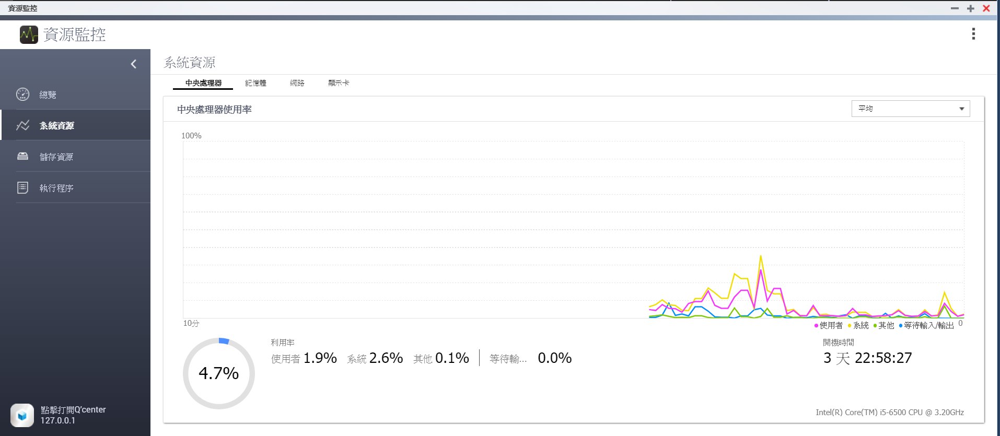 資源監控
資源監控
總覽
系統資源
儲存資源
執行程序
點擊打開Q'center
127.0.0.1
系統資源
中央處理器 記憶體 網路 顯示卡
中央處理器使用率 平均
100%
10分 0
使用者 系統 其他 等待輸入/輸出
4.7%
利用率
使用者 1.9% 系統 2.6% 其他 0.1% 等待輸... 0.0%
開機時間
3 天 22:58:27
Intel(R) Core(TM) i5-6500 CPU @ 3.20GHz